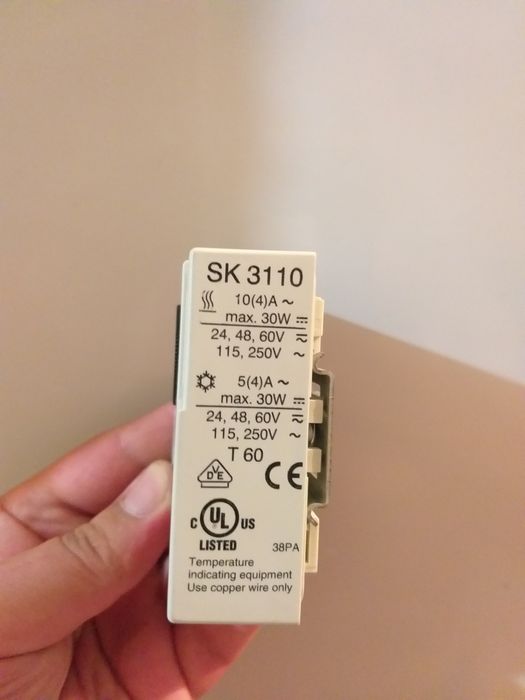 SK 3110
10(4)A ~
max. 30W ⎓
24, 48, 60V ≂
115, 250V ~
5(4)A ~
max. 30W ⎓
24, 48, 60V ≂
115, 250V ~
T 60
VDE CE
C UL US
LISTED 38PA
Temperature
indicating equipment
Use copper wire only